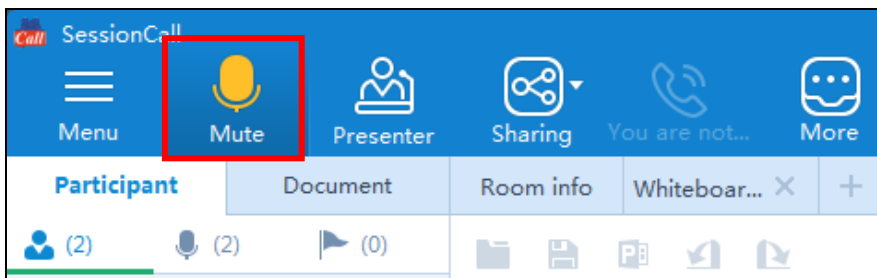 Call SessionCall
Menu Mute Presenter Sharing You are not... More
Participant Document Room info Whiteboar... × +
(2) (2) (0)